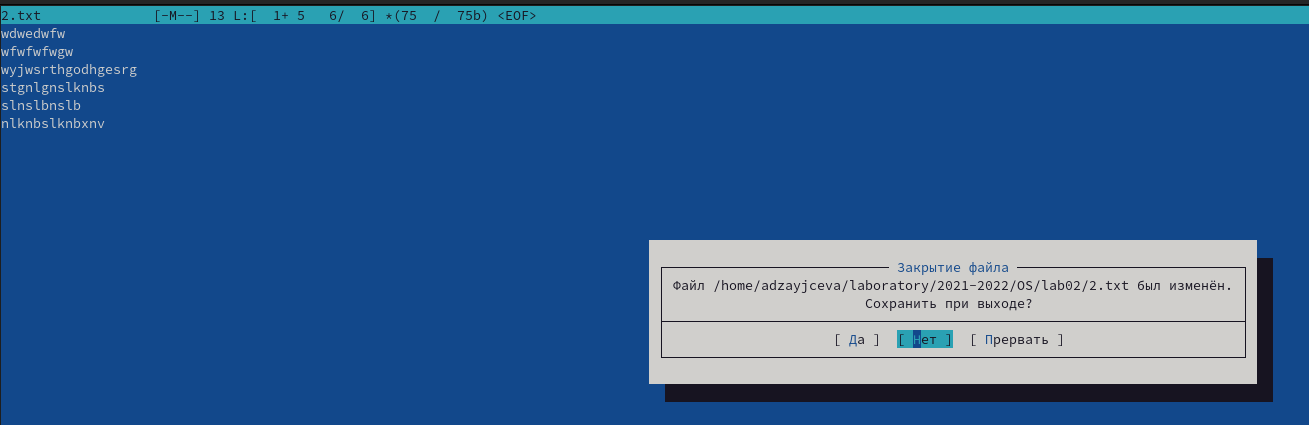 2.txt [-M--] 13 L:[ 1+ 5 6/ 6] *(75 / 75b) <EOF>
wdwedwfw
wfwfwfwgw
wyjwsrthgodhgesrg
stgnlgnslknbs
slnslbnslb
nlknbslknbxnv
Закрытие файла
Файл /home/adzayjceva/laboratory/2021-2022/OS/lab02/2.txt был изменён.
Сохранить при выходе?
[ Да ] [ Нет ] [ Прервать ]